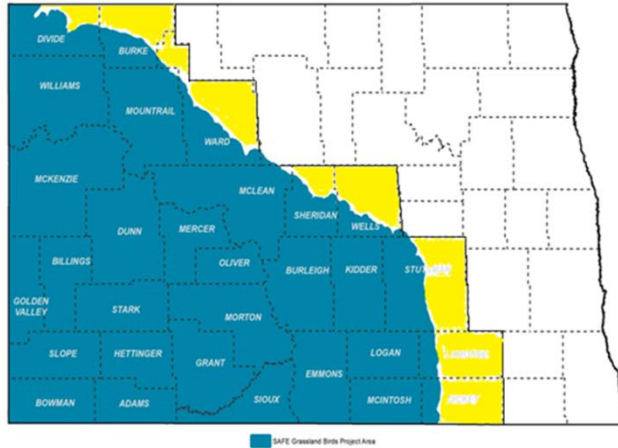 DIVIDE
BURKE
WILLIAMS
MOUNTRAIL
WARD
MCKENZIE
MCLEAN
SHERIDAN
WELLS
DUNN
MERCER
BILLINGS
OLIVER
BURLEIGH
KIDDER
GOLDEN
VALLEY
STARK
MORTON
SLOPE
HETTINGER
GRANT
LOGAN
EMMONS
BOWMAN
ADAMS
SIOUX
MCINTOSH
SAFE Grassland Birds Project Area